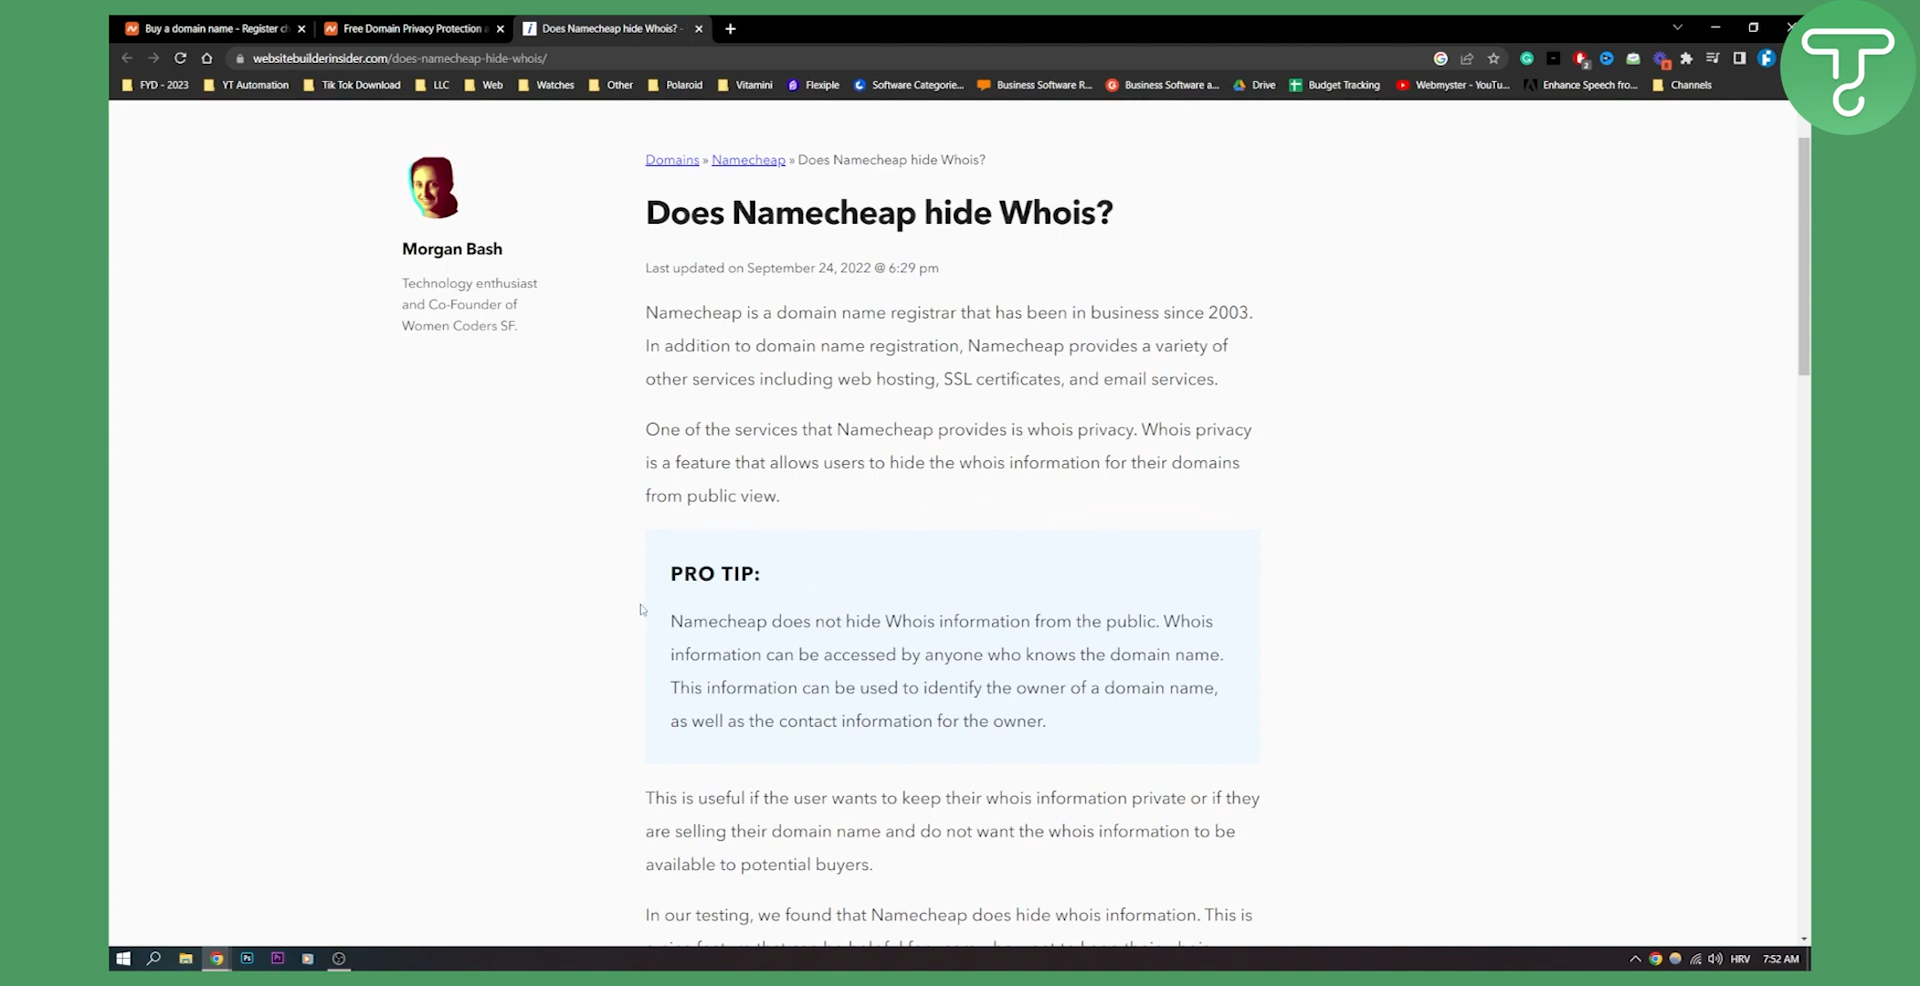 Buy a domain name - Register ch
Free Domain Privacy Protection a
Does Namecheap hide Whois? -
websitebuilderinsider.com/does-namecheap-hide-whois/
FYD - 2023
YT Automation
Tik Tok Download
LLC
Web
Watches
Other
Polaroid
Vitamini
Flexiple
Software Categorie...
Business Software R...
Business Software a...
Drive
Budget Tracking
Webmyster - YouTu...
Enhance Speech fro...
Channels
Domains » Namecheap » Does Namecheap hide Whois?
Does Namecheap hide Whois?
Morgan Bash
Technology enthusiast
and Co-Founder of
Women Coders SF.
Last updated on September 24, 2022 @ 6:29 pm
Namecheap is a domain name registrar that has been in business since 2003.
In addition to domain name registration, Namecheap provides a variety of
other services including web hosting, SSL certificates, and email services.
One of the services that Namecheap provides is whois privacy. Whois privacy
is a feature that allows users to hide the whois information for their domains
from public view.
PRO TIP:
Namecheap does not hide Whois information from the public. Whois
information can be accessed by anyone who knows the domain name.
This information can be used to identify the owner of a domain name,
as well as the contact information for the owner.
This is useful if the user wants to keep their whois information private or if they
are selling their domain name and do not want the whois information to be
available to potential buyers.
In our testing, we found that Namecheap does hide whois information. This is
Ps
Pr
HRV
7:52 AM